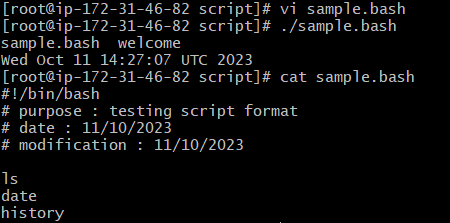 [root@ip-172-31-46-82 script]# vi sample.bash
[root@ip-172-31-46-82 script]# ./sample.bash
sample.bash  welcome
Wed Oct 11 14:27:07 UTC 2023
[root@ip-172-31-46-82 script]# cat sample.bash
#!/bin/bash
# purpose : testing script format
# date : 11/10/2023
# modification : 11/10/2023

ls
date
history